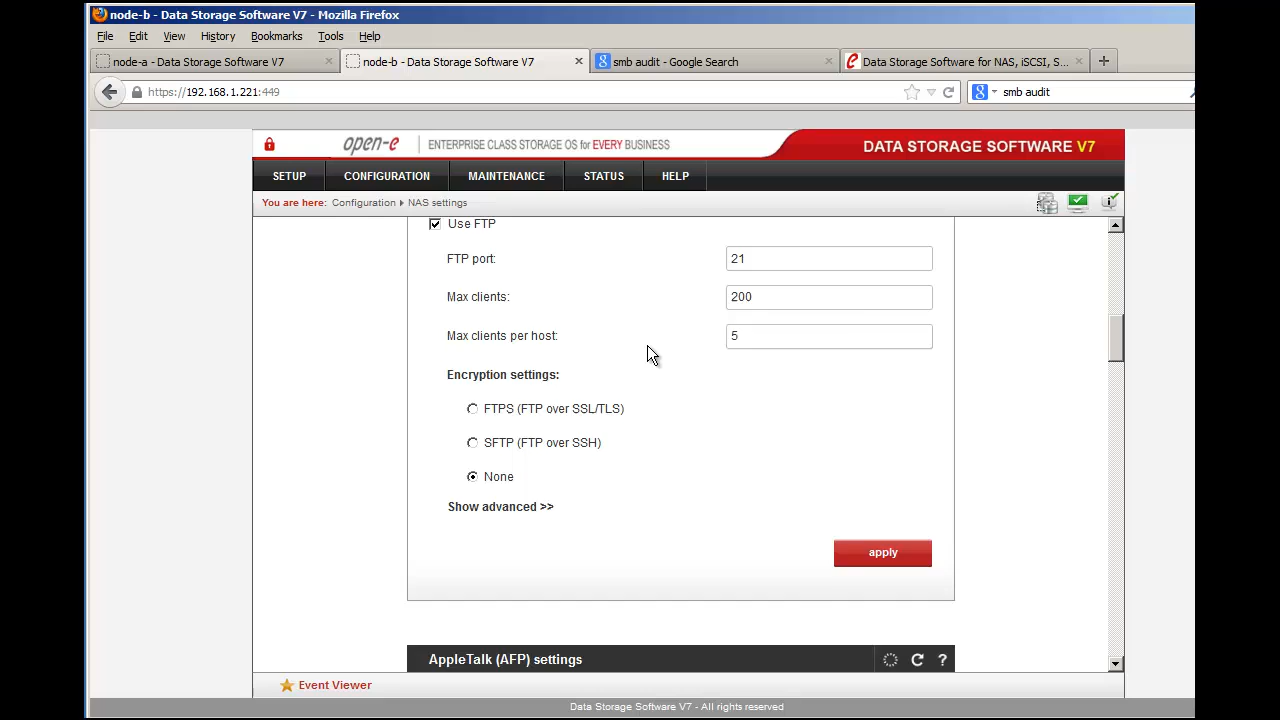 node-b - Data Storage Software V7 - Mozilla Firefox
File Edit View History Bookmarks Tools Help
node-a - Data Storage Software V7 node-b - Data Storage Software V7 smb audit - Google Search Data Storage Software for NAS, iSCSI, S...
https://192.168.1.221:449 smb audit
open-e ENTERPRISE CLASS STORAGE OS for EVERY BUSINESS DATA STORAGE SOFTWARE V7
SETUP CONFIGURATION MAINTENANCE STATUS HELP
You are here: Configuration NAS settings
Use FTP
FTP port: 21
Max clients: 200
Max clients per host: 5
Encryption settings:
FTPS (FTP over SSL/TLS)
SFTP (FTP over SSH)
None
Show advanced >>
apply
AppleTalk (AFP) settings
Event Viewer
Data Storage Software V7 - All rights reserved